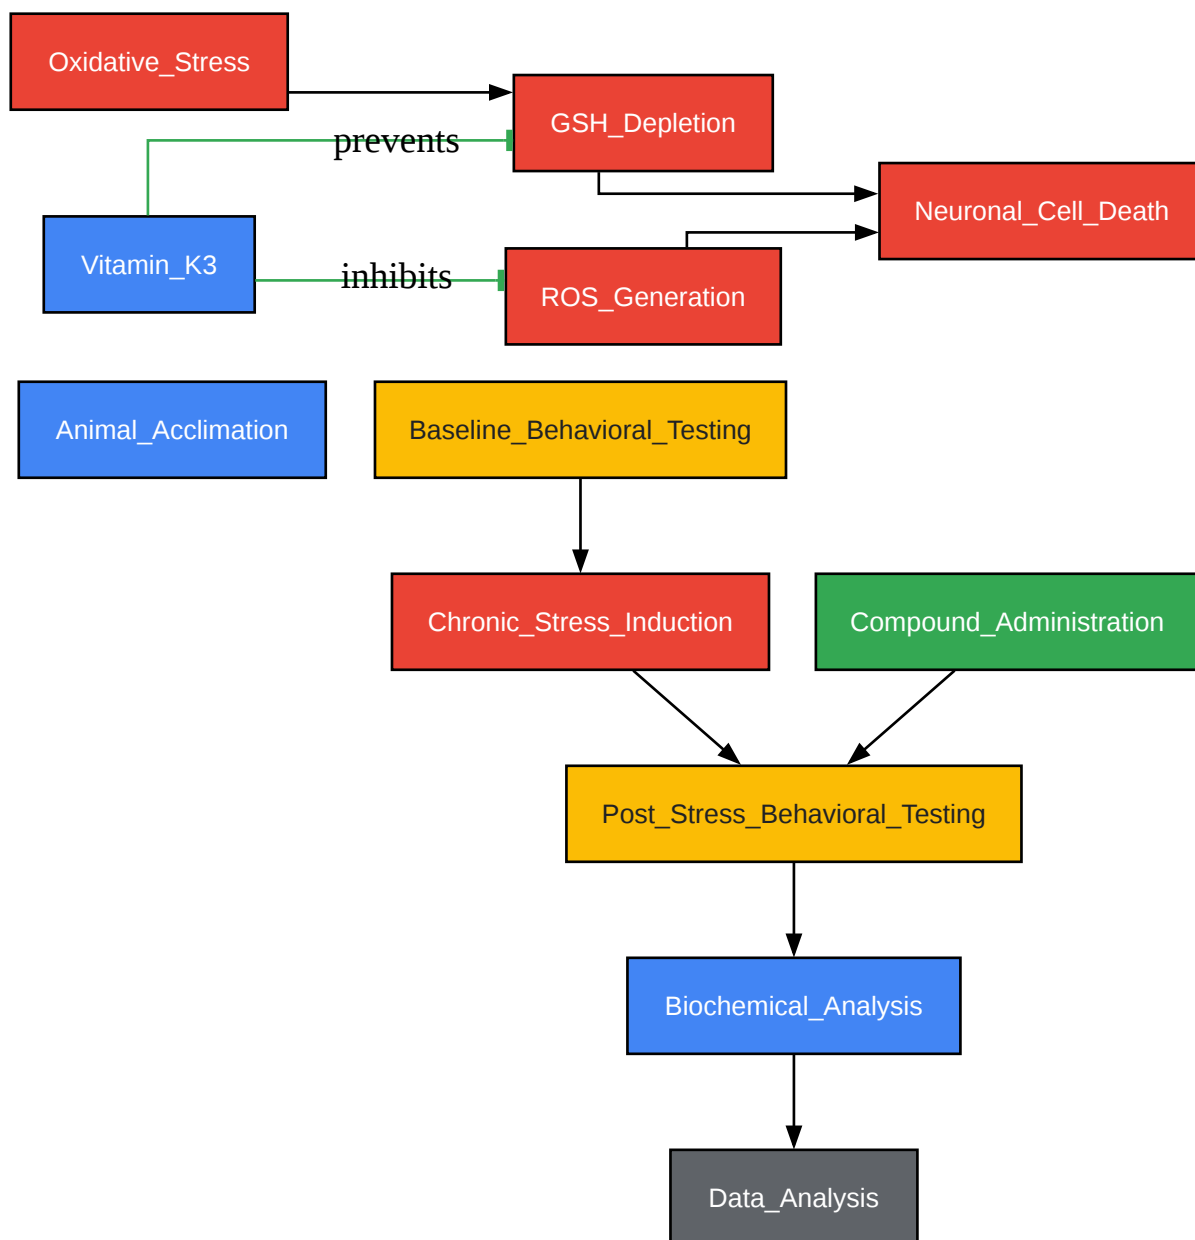 Oxidative_Stress
GSH_Depletion
prevents
Neuronal_Cell_Death
Vitamin_K3
inhibits
ROS_Generation
Animal_Acclimation
Baseline_Behavioral_Testing
Chronic_Stress_Induction
Compound_Administration
Post_Stress_Behavioral_Testing
Biochemical_Analysis
Data_Analysis